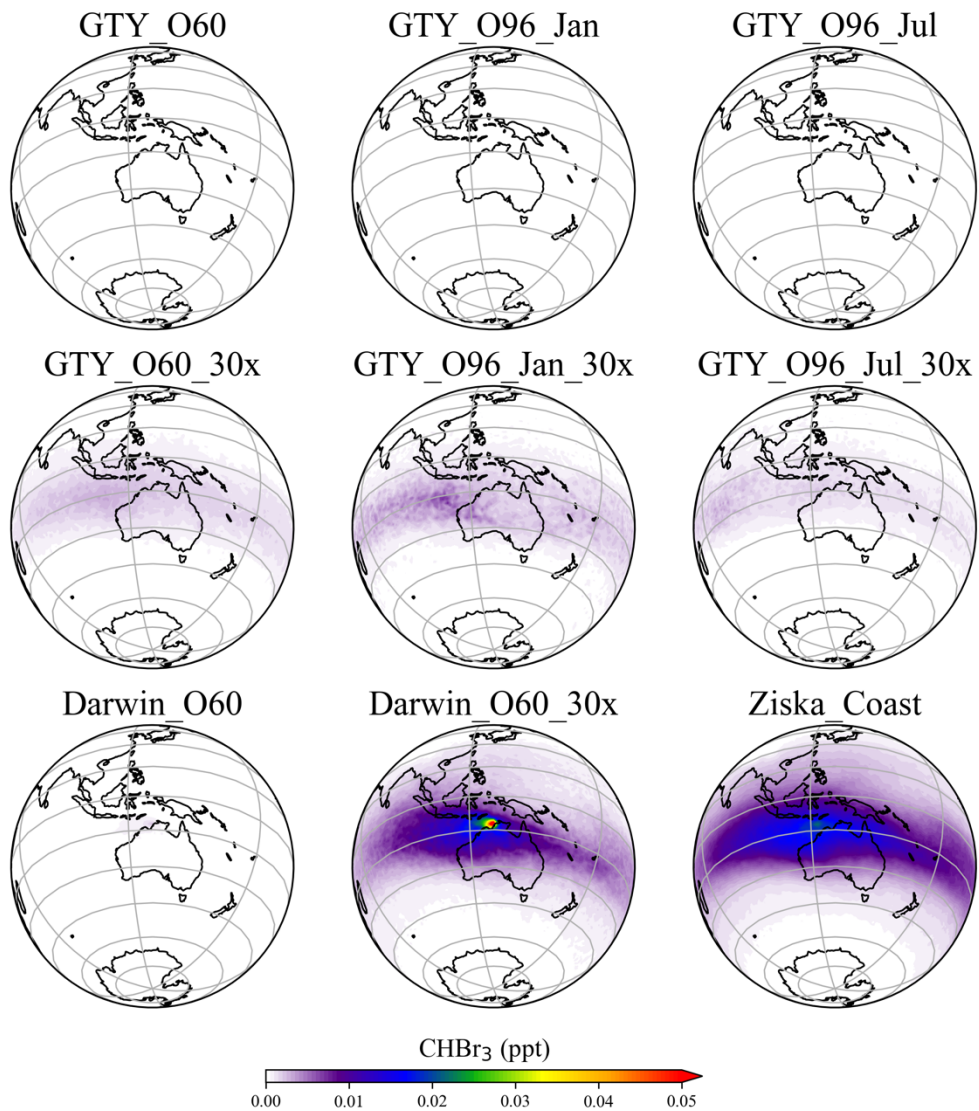 GTY_O60 GTY_O96_Jan GTY_O96_Jul
GTY_O60_30x GTY_O96_Jan_30x GTY_O96_Jul_30x
Darwin_O60 Darwin_O60_30x Ziska_Coast
CHBr₃ (ppt)
0.00 0.01 0.02 0.03 0.04 0.05